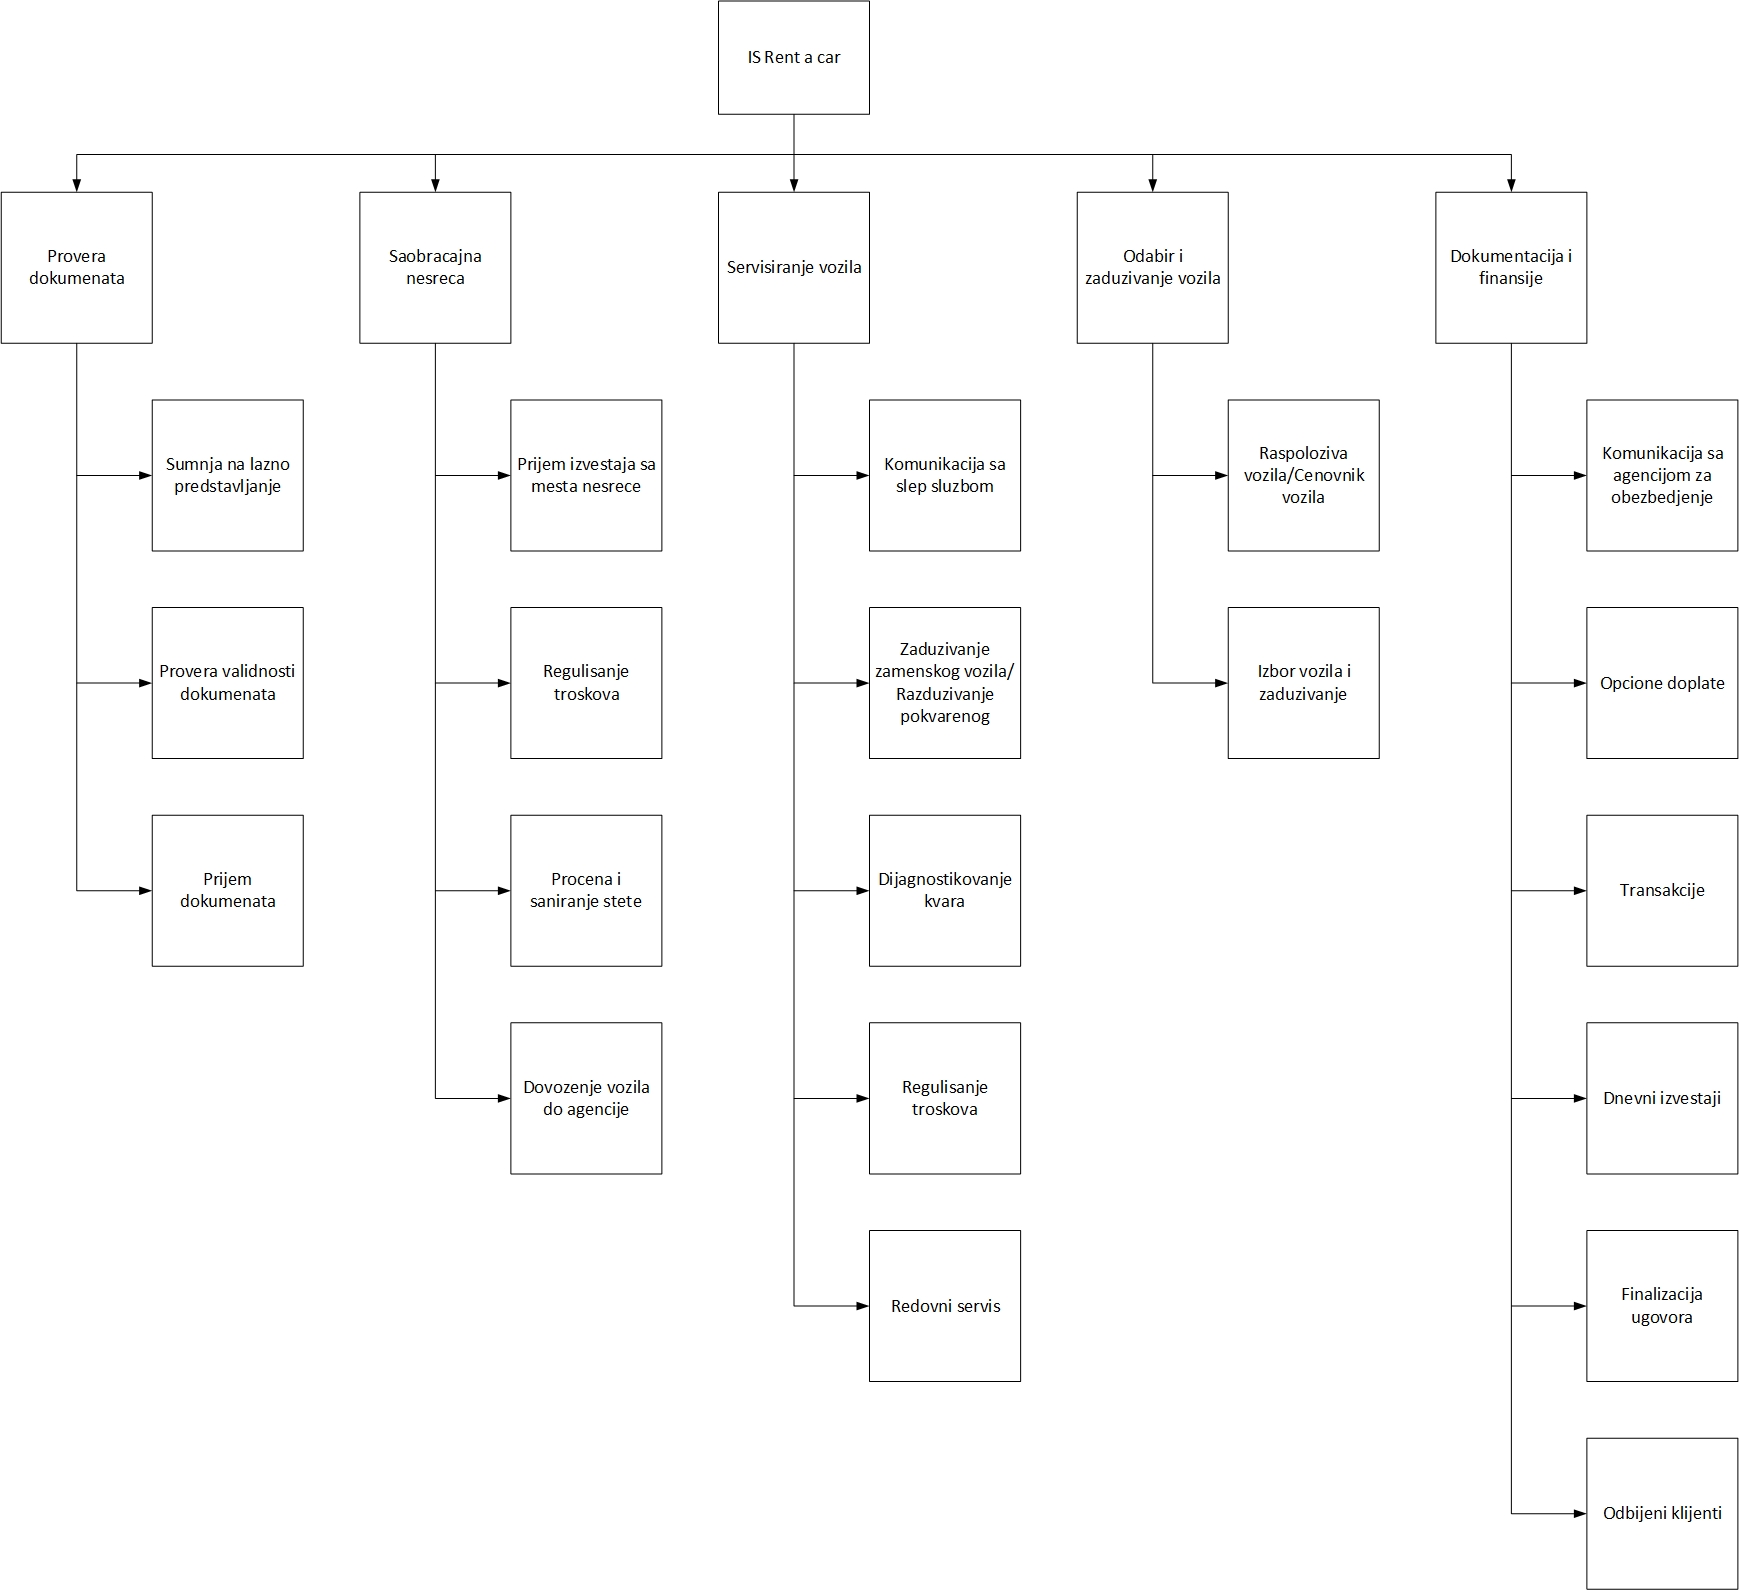 IS Rent a car
Provera
dokumenata
Saobracajna
nesreca
Servisiranje vozila
Odabir i
zaduzivanje vozila
Dokumentacija i
finansije
Sumnja na lazno
predstavljanje
Provera validnosti
dokumenata
Prijem
dokumenata
Prijem izvestaja sa
mesta nesrece
Regulisanje
troskova
Procena i
saniranje stete
Dovozenje vozila
do agencije
Komunikacija sa
slep sluzbom
Zaduzivanje
zamenskog vozila/
Razduzivanje
pokvarenog
Dijagnostikovanje
kvara
Regulisanje
troskova
Redovni servis
Raspoloziva
vozila/Cenovnik
vozila
Izbor vozila i
zaduzivanje
Komunikacija sa
agencijom za
obezbedjenje
Opcione doplate
Transakcije
Dnevni izvestaji
Finalizacija
ugovora
Odbijeni klijenti